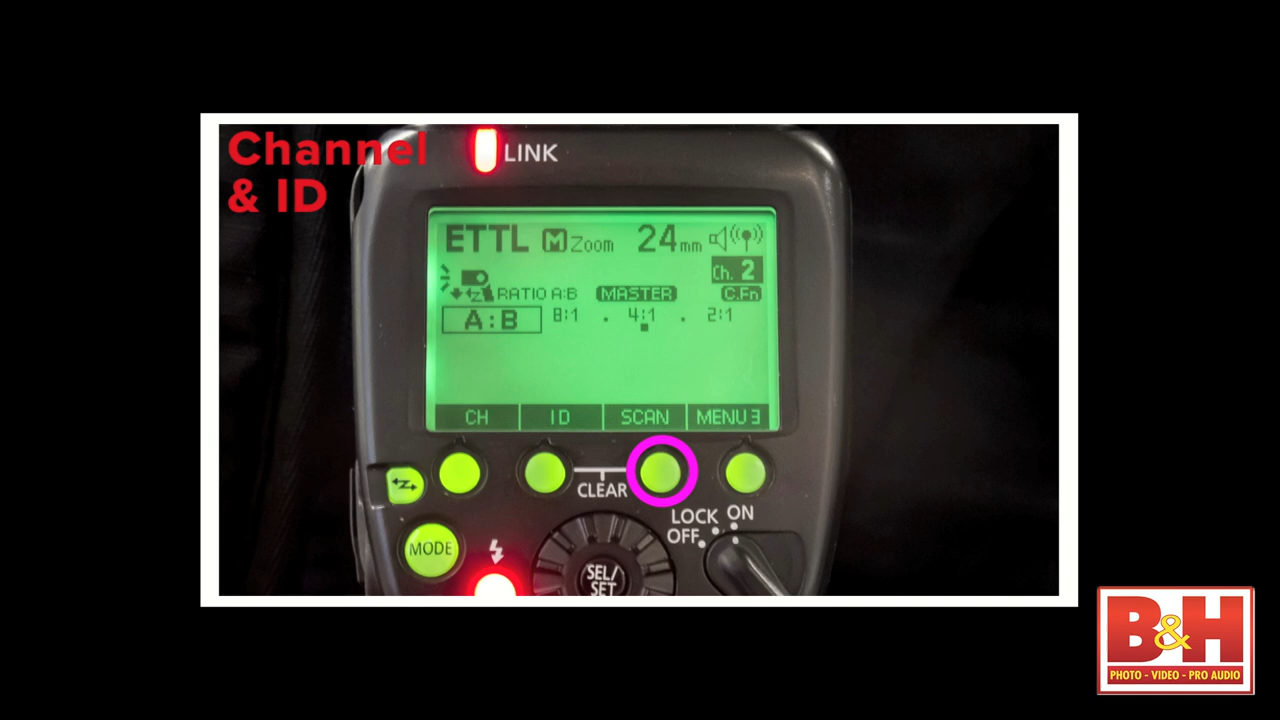 Channel
& ID
LINK
ETTL M Zoom 24mm
Ch. 2
RATIO A:B MASTER C.Fn
A:B 8:1 . 4:1 . 2:1
CH ID SCAN MENU 3
CLEAR
LOCK ON
OFF
MODE
SEL/
SET
B&H
PHOTO - VIDEO - PRO AUDIO